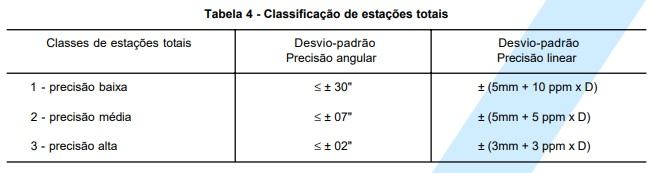 Tabela 4 - Classificação de estações totais
Classes de estações totais Desvio-padrão Desvio-padrão
Precisão angular Precisão linear
1 - precisão baixa ≤ ± 30" ± (5mm + 10 ppm x D)
2 - precisão média ≤ ± 07" ± (5mm + 5 ppm x D)
3 - precisão alta ≤ ± 02" ± (3mm + 3 ppm x D)